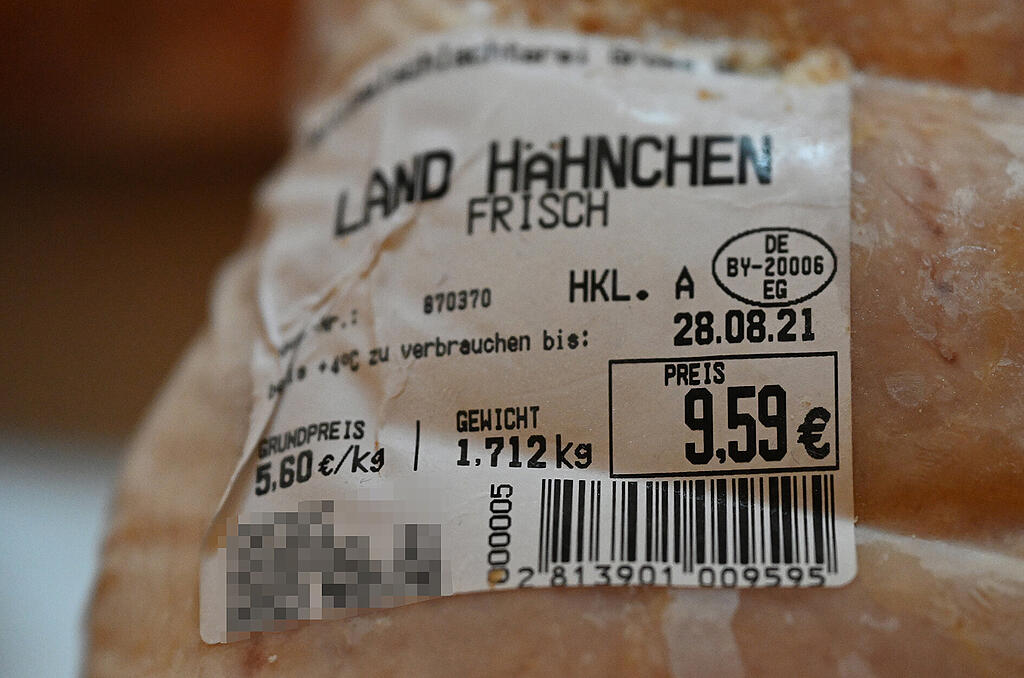 LAND HÄHNCHEN
FRISCH
DE
BY-20006
EG
HKL. A
870370
28.08.21
+4°C zu verbrauchen bis:
PREIS
9,59 €
GRUNDPREIS
5,60 €/kg
GEWICHT
1,712 kg
000005
2 813901 009595